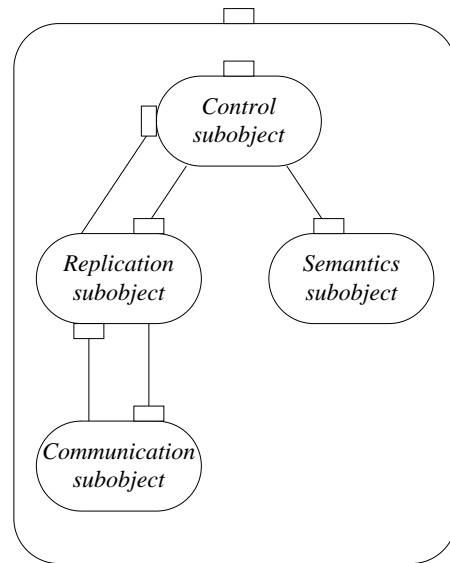 Control
subobject
Replication
subobject
Semantics
subobject
Communication
subobject